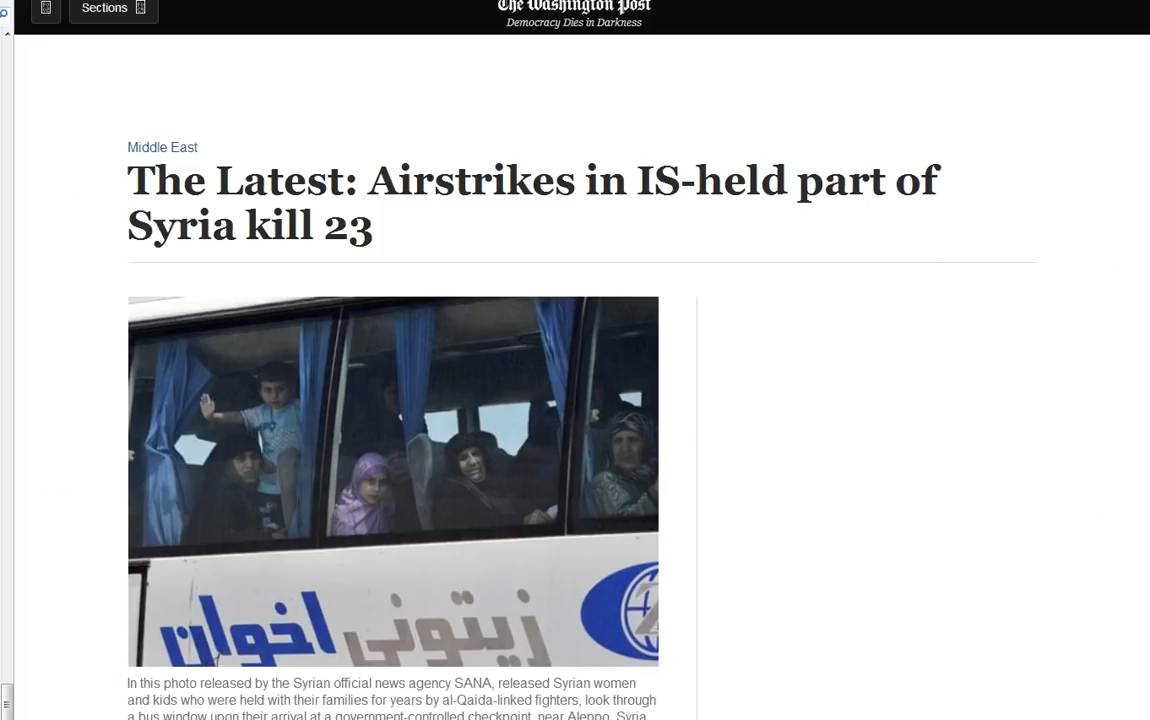 Sections
The Washington Post
Democracy Dies in Darkness
Middle East
The Latest: Airstrikes in IS-held part of
Syria kill 23
زيتوني اخوان
In this photo released by the Syrian official news agency SANA, released Syrian women
and kids who were held with their families for years by al-Qaida-linked fighters, look through
a bus window upon their arrival at a government-controlled checkpoint, near Aleppo, Syria,